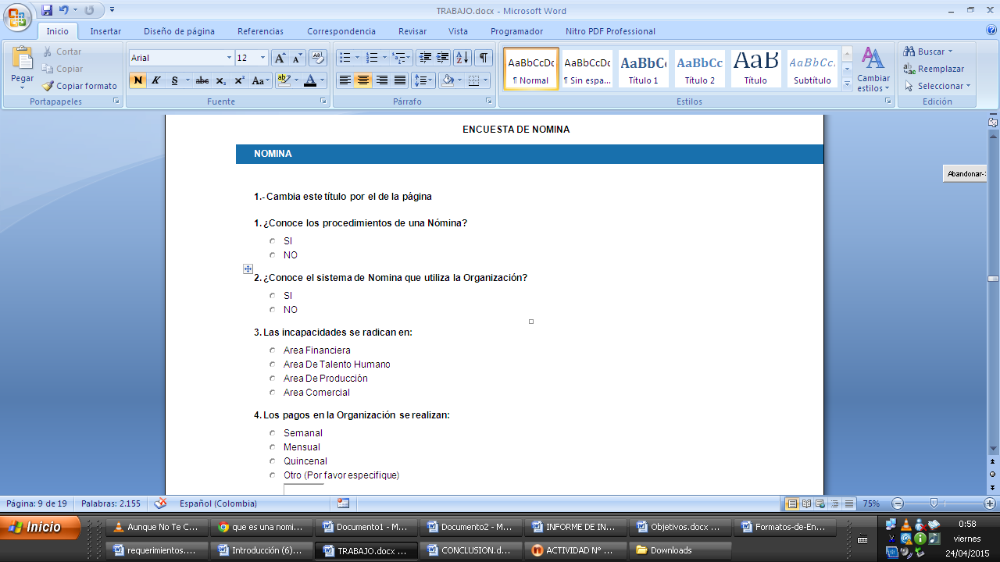 TRABAJO.docx - Microsoft Word
Inicio Insertar Diseño de página Referencias Correspondencia Revisar Vista Programador Nitro PDF Professional
Pegar
Cortar
Copiar
Copiar formato
Portapapeles
Arial 12
N K S abc x₂ x² Aa
Fuente
Párrafo
AaBbCcDc AaBbCcDc AaBbCc AaBbCc AaB AaBbCc.
¶ Normal ¶ Sin espa... Título 1 Título 2 Título Subtítulo
Cambiar estilos
Estilos
Buscar
Reemplazar
Seleccionar
Edición
Abandonar-:
ENCUESTA DE NOMINA
NOMINA
1.- Cambia este título por el de la página
1. ¿Conoce los procedimientos de una Nómina?
SI
NO
2. ¿Conoce el sistema de Nomina que utiliza la Organización?
SI
NO
3. Las incapacidades se radican en:
Area Financiera
Area De Talento Humano
Area De Producción
Area Comercial
4. Los pagos en la Organización se realizan:
Semanal
Mensual
Quincenal
Otro (Por favor especifique)
Página: 9 de 19 Palabras: 2.155 Español (Colombia) 75%
Inicio
Aunque No Te C... que es una nomi... Documento1 - M... Documento2 - M... INFORME DE IN... Objetivos.docx ... Formatos-de-En...
requerimientos.... Introducción (6)... TRABAJO.docx ... CONCLUSION.d... ACTIVIDAD Nº ... Downloads
0:58
viernes
24/04/2015